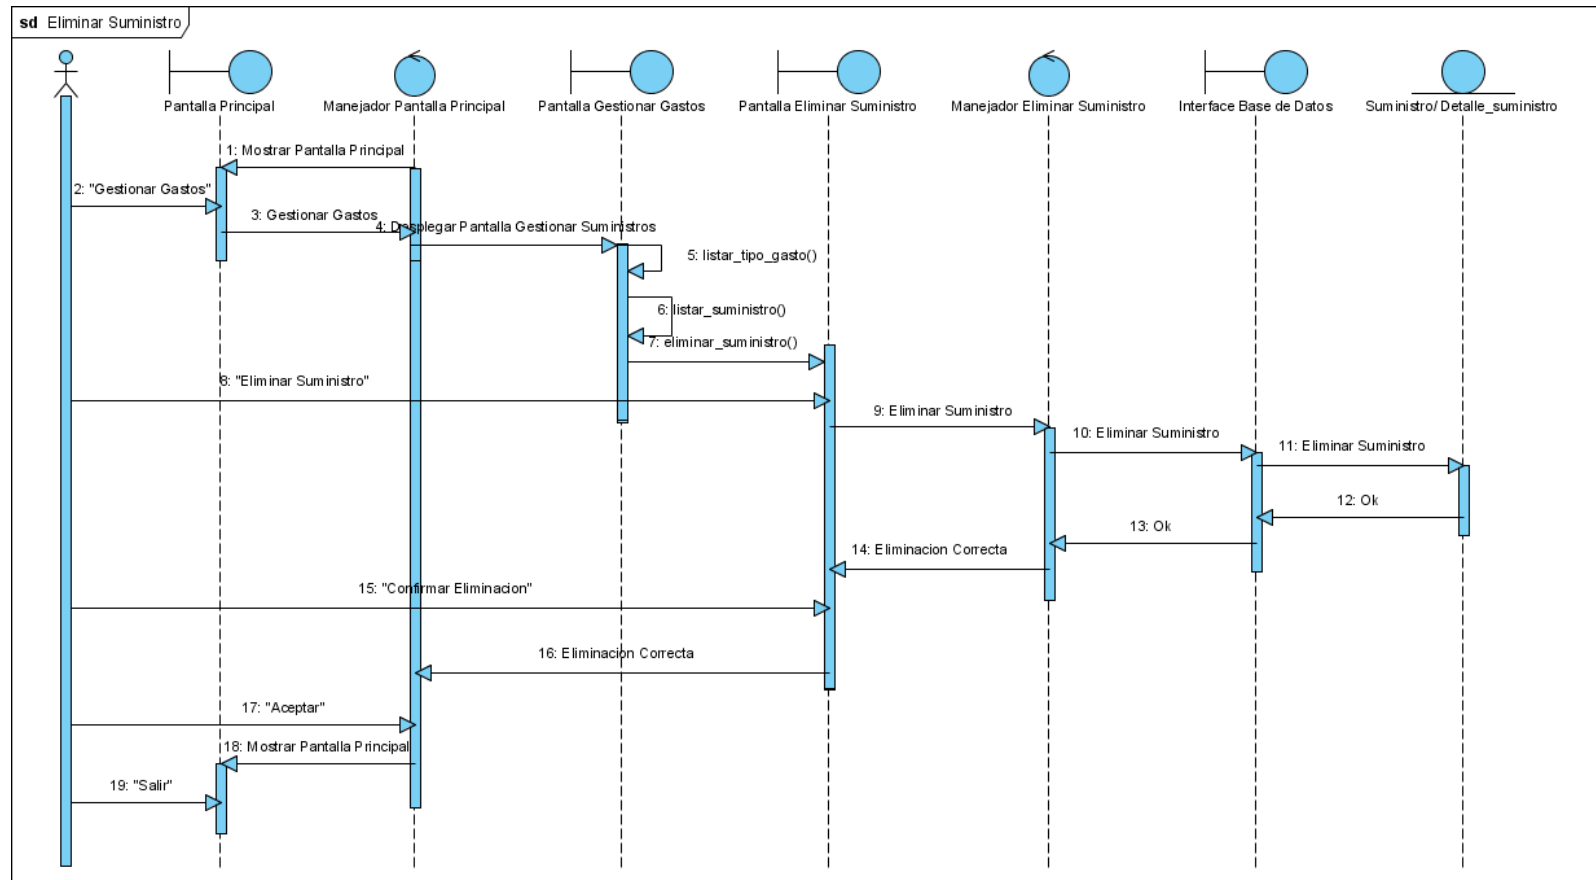 sd Eliminar Suministro
Pantalla Principal
Manejador Pantalla Principal
Pantalla Gestionar Gastos
Pantalla Eliminar Suministro
Manejador Eliminar Suministro
Interface Base de Datos
Suministro/ Detalle_suministro
1: Mostrar Pantalla Principal
2: "Gestionar Gastos"
3: Gestionar Gastos
4: Desplegar Pantalla Gestionar Suministros
5: listar_tipo_gasto()
6: listar_suministro()
7: eliminar_suministro()
8: "Eliminar Suministro"
9: Eliminar Suministro
10: Eliminar Suministro
11: Eliminar Suministro
12: Ok
13: Ok
14: Eliminacion Correcta
15: "Confirmar Eliminacion"
16: Eliminacion Correcta
17: "Aceptar"
18: Mostrar Pantalla Principal
19: "Salir"